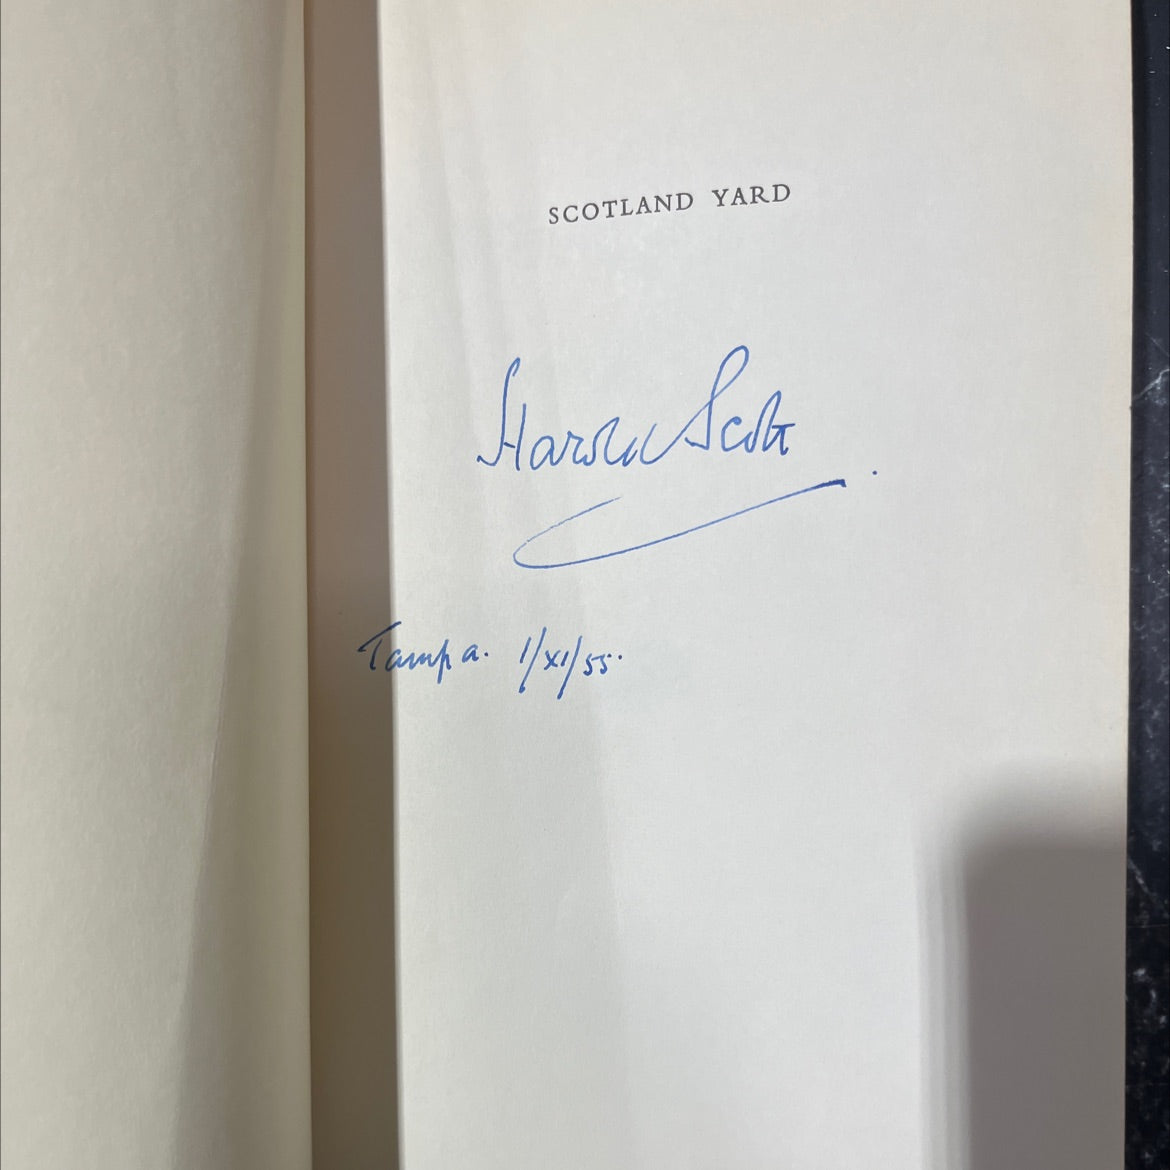 SCOTLAND YARD
Harold Scott
Tampa. 1/XI/55.